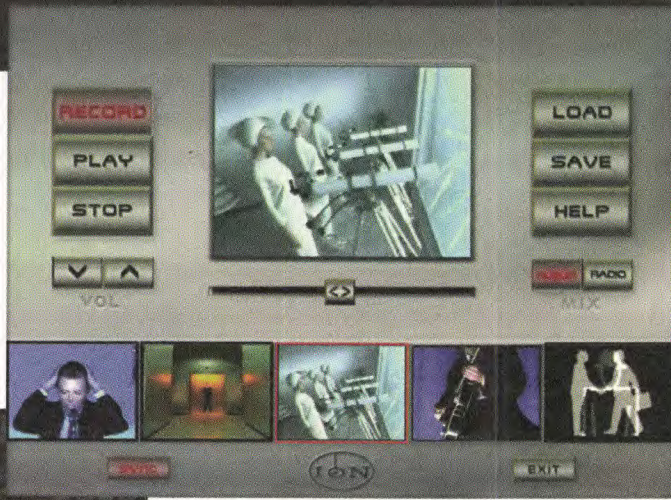 RECORD
PLAY
STOP
VOL
LOAD
SAVE
HELP
RADIO
MIX
ION
EXIT